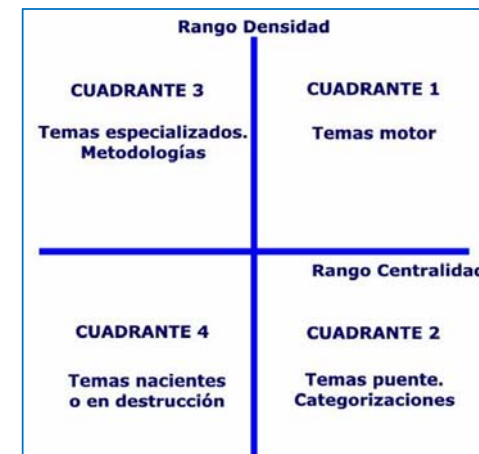 Rango Densidad
CUADRANTE 3
Temas especializados.
Metodologías
CUADRANTE 1
Temas motor
Rango Centralidad
CUADRANTE 4
Temas nacientes
o en destrucción
CUADRANTE 2
Temas puente.
Categorizaciones